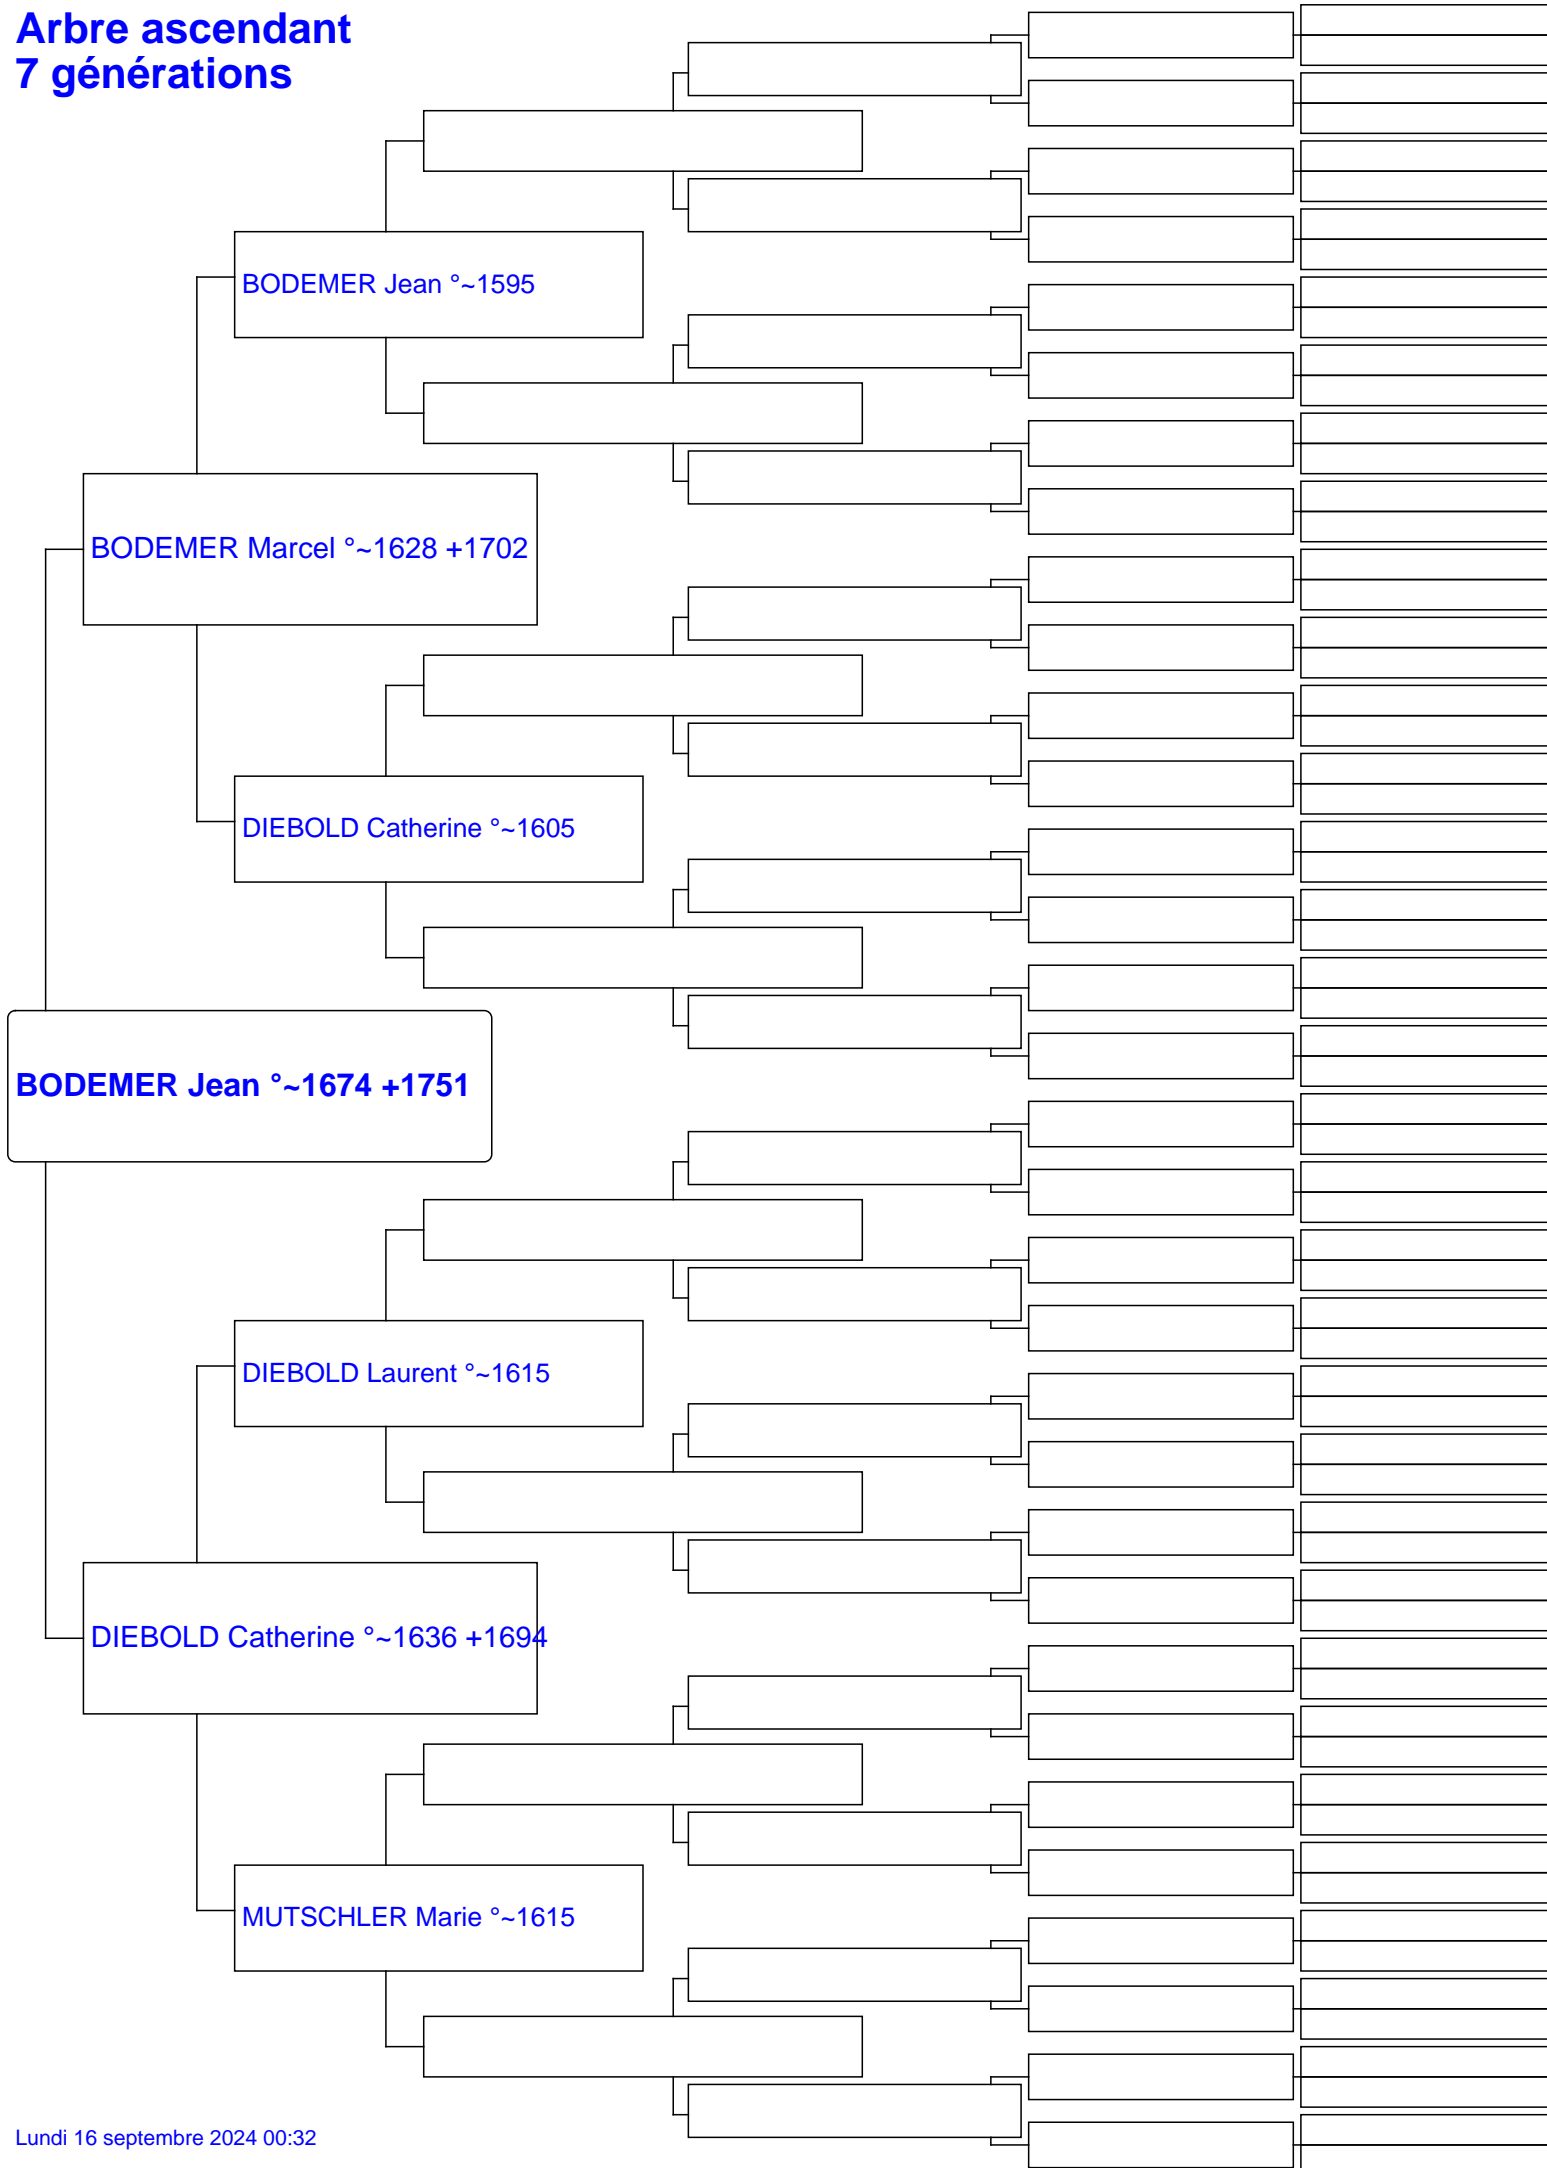 Arbre ascendant
7 générations
BODEMER Jean °~1595
BODEMER Marcel °~1628 +1702
DIEBOLD Catherine °~1605
BODEMER Jean °~1674 +1751
DIEBOLD Laurent °~1615
DIEBOLD Catherine °~1636 +1694
MUTSCHLER Marie °~1615
Lundi 16 septembre 2024 00:32